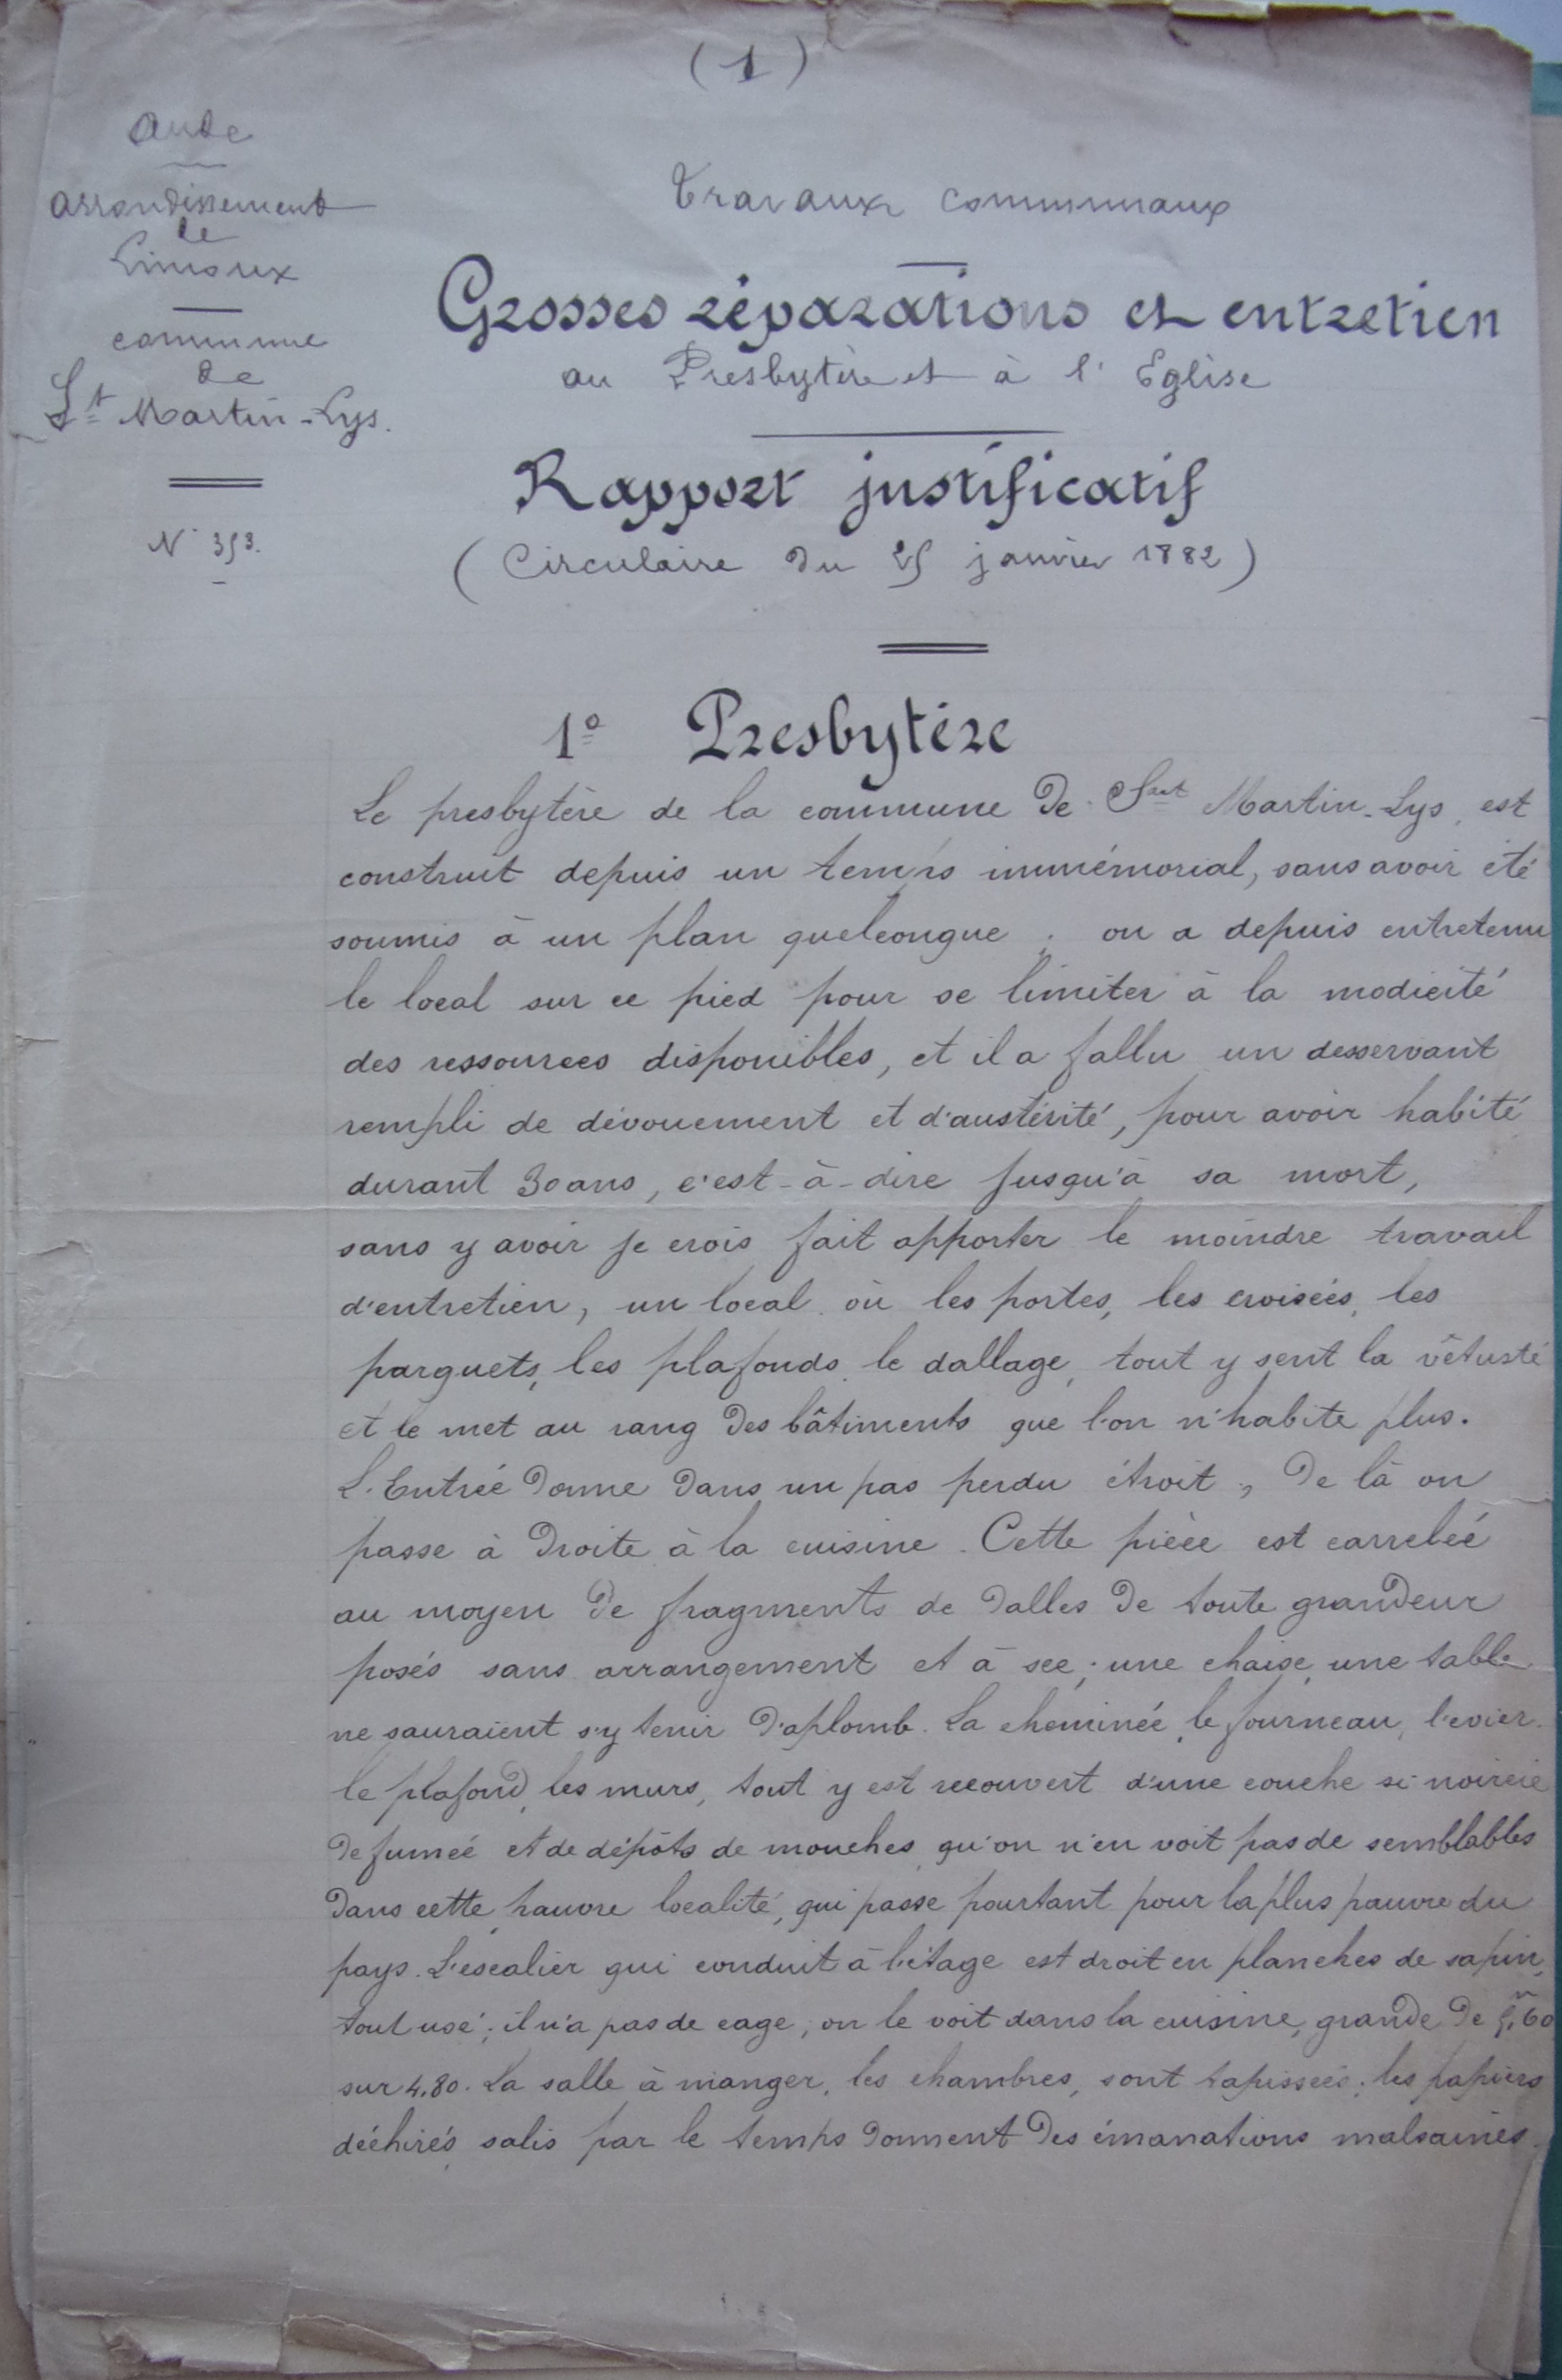 (1)
Aude
Arrondissement
de
Limoux
commune
de
St Martin-Lys.
N° 353.
Travaux communaux
Grosses réparations et entretien
au Presbytère et à l'Eglise
Rapport justificatif
(Circulaire du 25 janvier 1882)
1° Presbytère
Le presbytère de la commune de Saint Martin-Lys, est
construit depuis un temps immémorial, sans avoir été
soumis à un plan quelconque ; on a depuis entretenu
le local sur ce pied pour se limiter à la modicité
des ressources disponibles, et il a fallu un desservant
rempli de dévouement et d'austérité, pour avoir habité
durant 30 ans, c'est-à-dire jusqu'à sa mort,
sans y avoir je crois fait apporter le moindre travail
d'entretien, un local où les portes, les croisées, les
parquets, les plafonds, le dallage, tout y sent la vêtusté
et le met au rang des bâtiments que l'on n'habite plus.
L'Entrée donne dans un pas perdu étroit, de là on
passe à droite à la cuisine. Cette pièce est carrelée
au moyen de fragments de dalles de toute grandeur
posés sans arrangement et à sec ; une chaise, une table
ne sauraient s'y tenir d'aplomb. La cheminée, le fourneau, l'evier.
le plafond, les murs, tout y est recouvert d'une couche si noircie
de fumée et de dépôts de mouches, qu'on n'en voit pas de semblables
dans cette pauvre localité, qui passe pourtant pour la plus pauvre du
pays. L'escalier qui conduit à l'étage est droit en planches de sapin,
tout usé ; il n'a pas de cage, on le voit dans la cuisine, grande de 5m,60
sur 4,80. La salle à manger, les chambres, sont tapissées ; les papiers
déchirés, salis par le temps donnent des émanations malsaines.